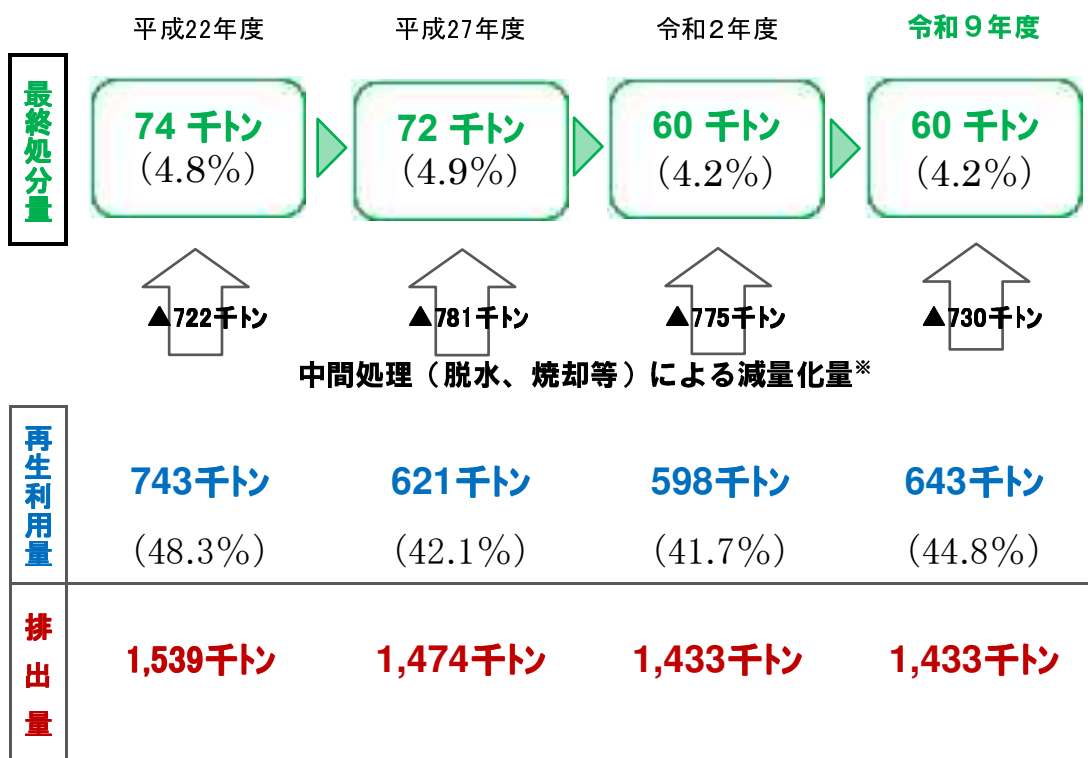 平成22年度 平成27年度 令和2年度 令和９年度
最終処分量
74 千トン 72 千トン 60 千トン 60 千トン
(4.8%) (4.9%) (4.2%) (4.2%)
▲722千トン ▲781千トン ▲775千トン ▲730千トン
中間処理（脱水、焼却等）による減量化量※
再生利用量
743千トン 621千トン 598千トン 643千トン
(48.3%) (42.1%) (41.7%) (44.8%)
排出量
1,539千トン 1,474千トン 1,433千トン 1,433千トン